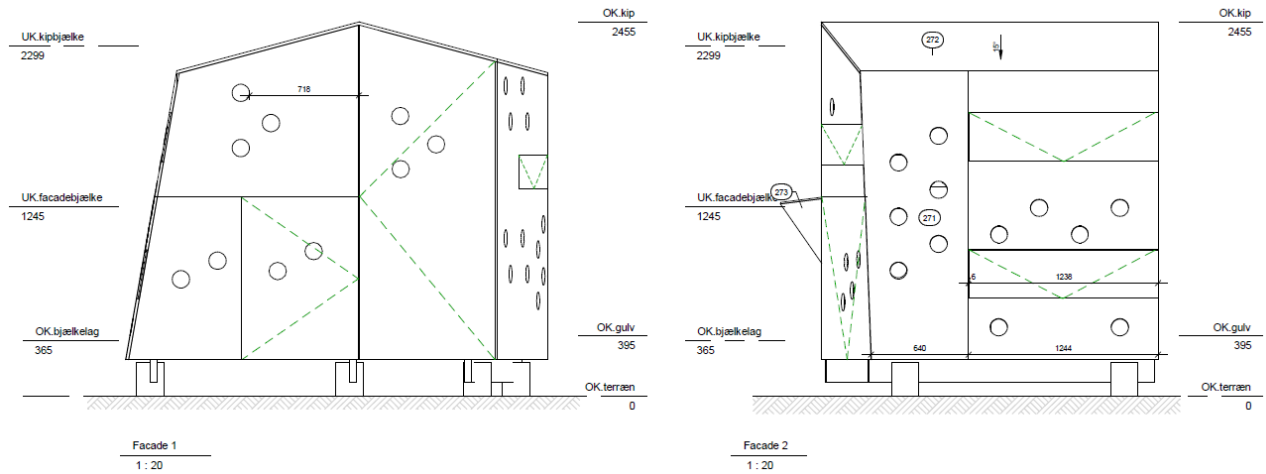 UK.kipbjælke
2299
718
UK.facadebjælke
1245
OK.bjælkelag
365
OK.kip
2455
OK.gulv
395
OK.terræn
0
Facade 1
1 : 20
UK.kipbjælke
2299
272
15°
273
UK.facadebjælke
1245
271
6
1238
OK.bjælkelag
365
640
1244
OK.kip
2455
OK.gulv
395
OK.terræn
0
Facade 2
1 : 20